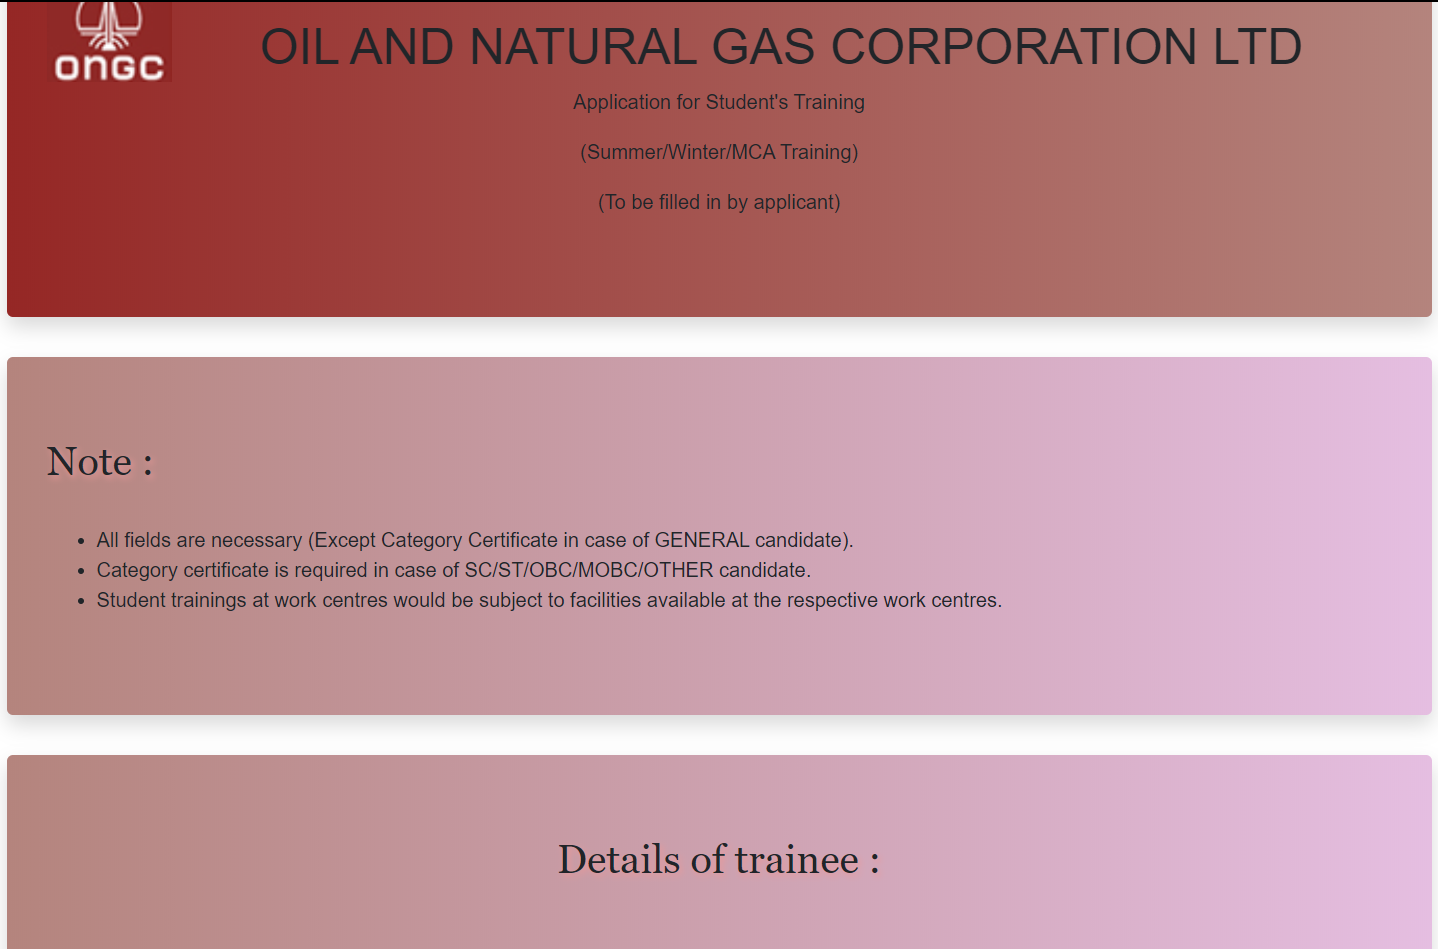 ONGC
OIL AND NATURAL GAS CORPORATION LTD
Application for Student's Training
(Summer/Winter/MCA Training)
(To be filled in by applicant)
Note :
All fields are necessary (Except Category Certificate in case of GENERAL candidate).
Category certificate is required in case of SC/ST/OBC/MOBC/OTHER candidate.
Student trainings at work centres would be subject to facilities available at the respective work centres.
Details of trainee :